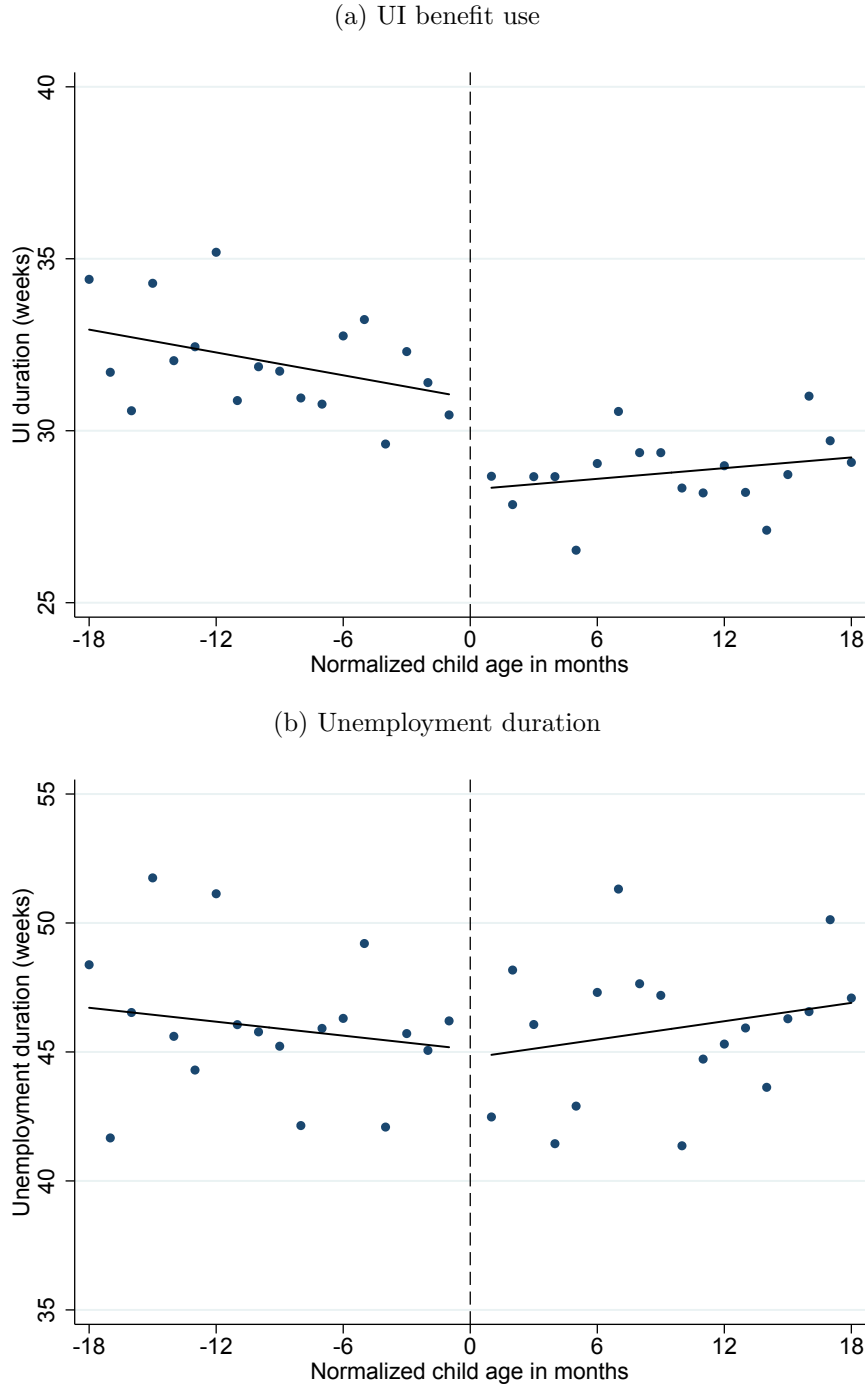 (a) UI benefit use
40
35
30
25
UI duration (weeks)
-18 -12 -6 0 6 12 18
Normalized child age in months
(b) Unemployment duration
55
50
45
40
35
Unemployment duration (weeks)
-18 -12 -6 0 6 12 18
Normalized child age in months